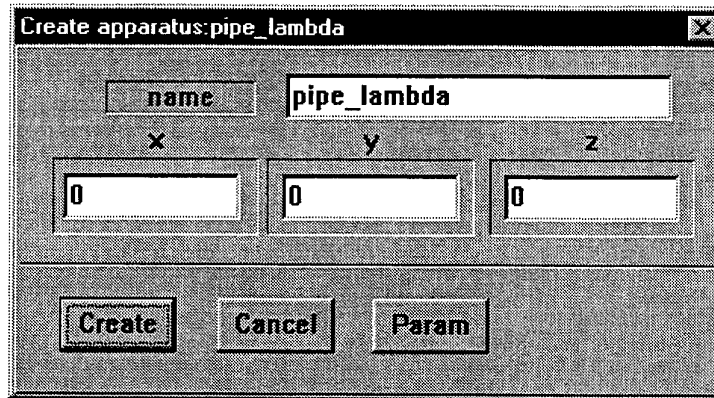 Create apparatus:pipe_lambda
name pipe_lambda
x y z
0 0 0
Create Cancel Param